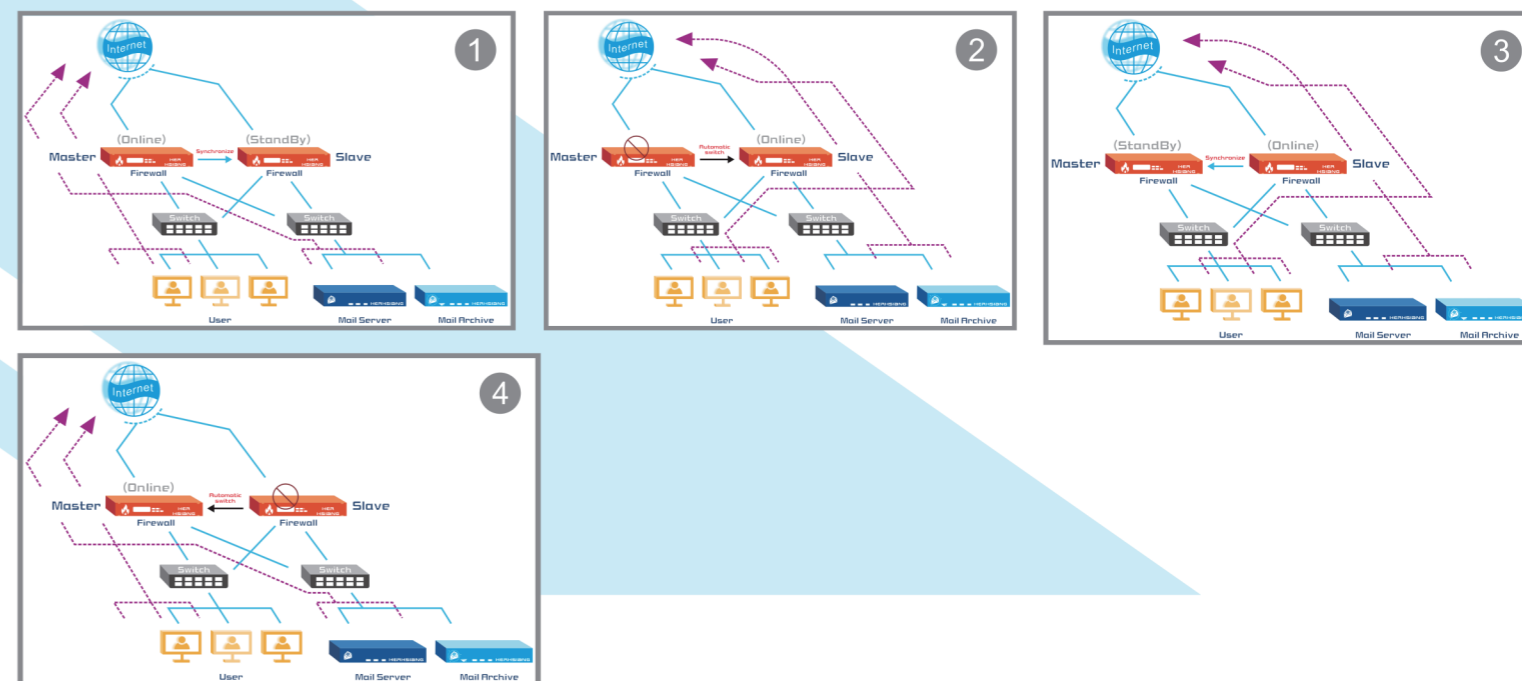 1
Internet
(Online)
(StandBy)
Master
Synchronize
Slave
Firewall
Firewall
Switch
Switch
User
Mail Server
Mail Archive
2
Internet
(Online)
Master
Automatic
switch
Slave
Firewall
Firewall
Switch
Switch
User
Mail Server
Mail Archive
3
Internet
(StandBy)
(Online)
Master
Synchronize
Slave
Firewall
Firewall
Switch
Switch
User
Mail Server
Mail Archive
4
Internet
(Online)
Master
Automatic
switch
Slave
Firewall
Firewall
Switch
Switch
User
Mail Server
Mail Archive